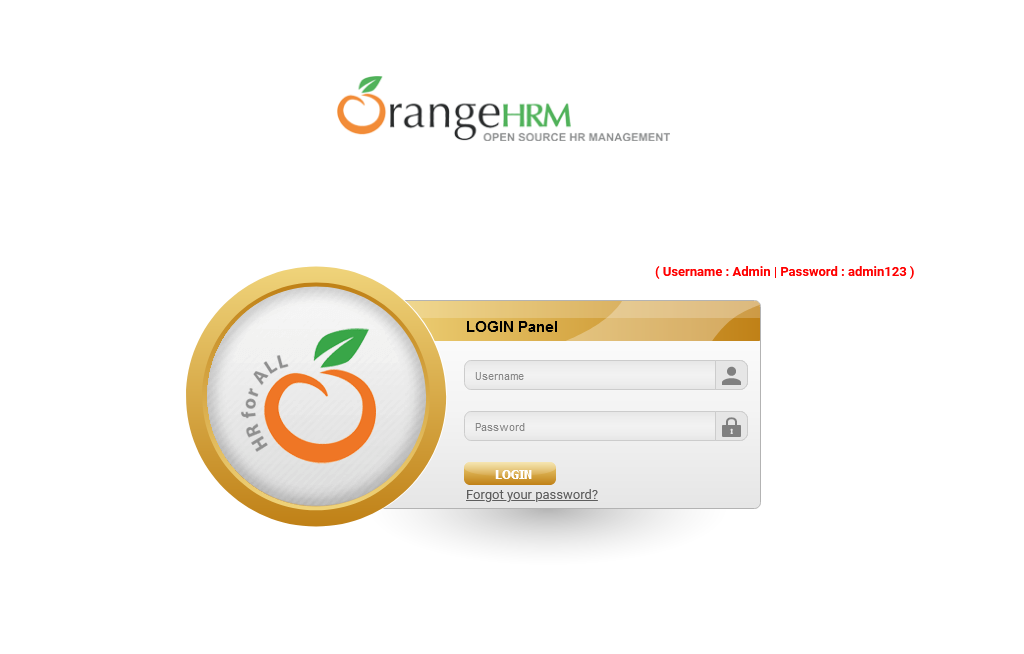 OrangeHRM
OPEN SOURCE HR MANAGEMENT
( Username : Admin | Password : admin123 )
LOGIN Panel
HR for ALL
Username
Password
LOGIN
Forgot your password?